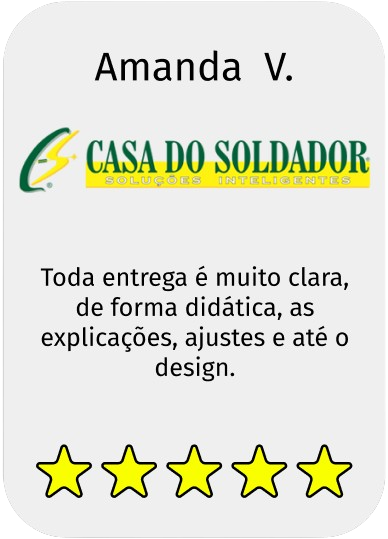 Amanda V.
CASA DO SOLDADOR®
SOLUÇÕES INTELIGENTES
Toda entrega é muito clara,
de forma didática, as
explicações, ajustes e até o
design.